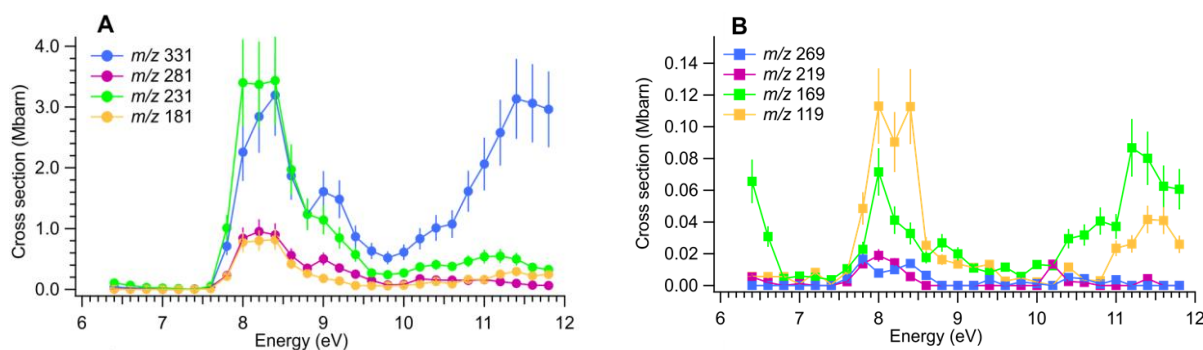 A
m/z 331
m/z 281
m/z 231
m/z 181
Cross section (Mbarn)
4.0
3.0
2.0
1.0
0.0
6 7 8 9 10 11 12
Energy (eV)
B
m/z 269
m/z 219
m/z 169
m/z 119
Cross section (Mbarn)
0.14
0.12
0.10
0.08
0.06
0.04
0.02
0.00
6 7 8 9 10 11 12
Energy (eV)